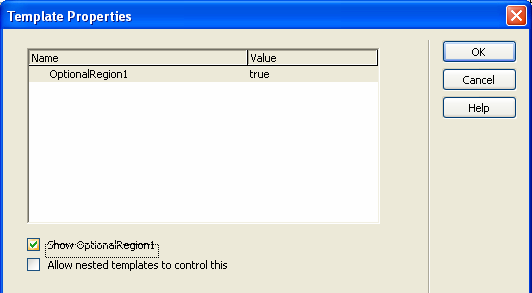 Template Properties
OK
Name Value
OptionalRegion1 true
Cancel
Help
Show OptionalRegion1
Allow nested templates to control this